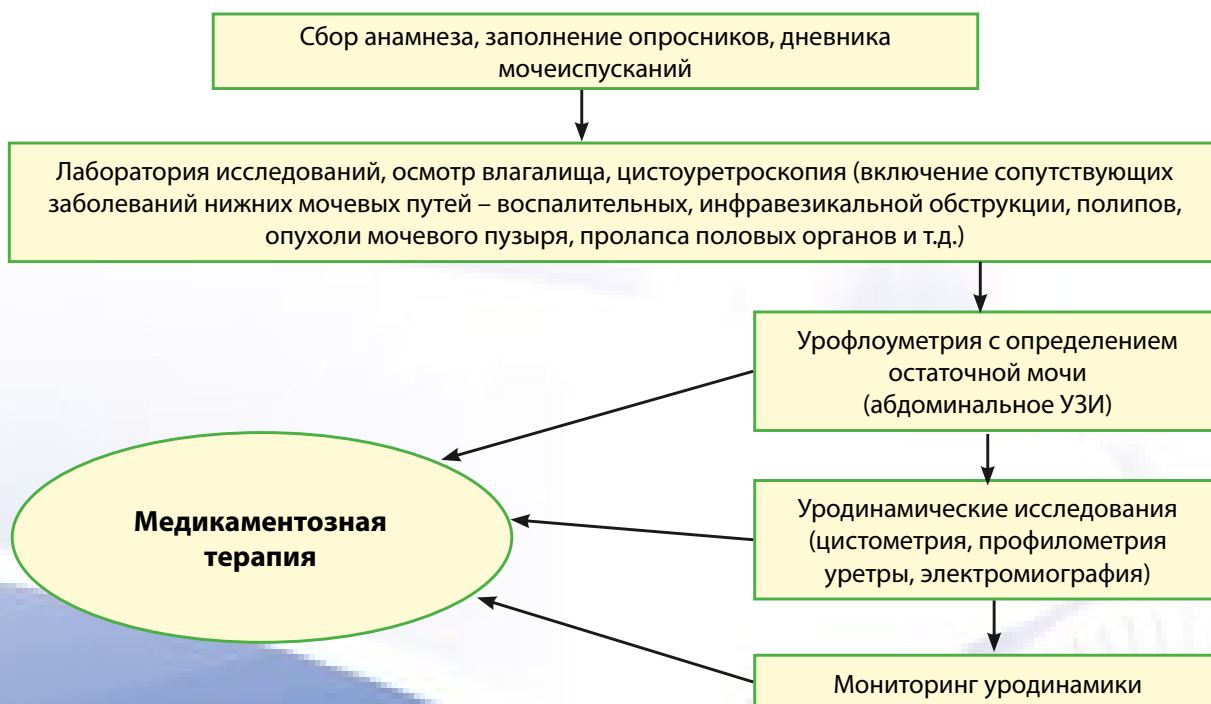 Сбор анамнеза, заполнение опросников, дневника
мочеиспусканий
Лаборатория исследований, осмотр влагалища, цистоуретроскопия (включение сопутствующих
заболеваний нижних мочевых путей – воспалительных, инфравезикальной обструкции, полипов,
опухоли мочевого пузыря, пролапса половых органов и т.д.)
Урофлоуметрия с определением
остаточной мочи
(абдоминальное УЗИ)
Медикаментозная
терапия
Уродинамические исследования
(цистометрия, профилометрия
уретры, электромиография)
Мониторинг уродинамики